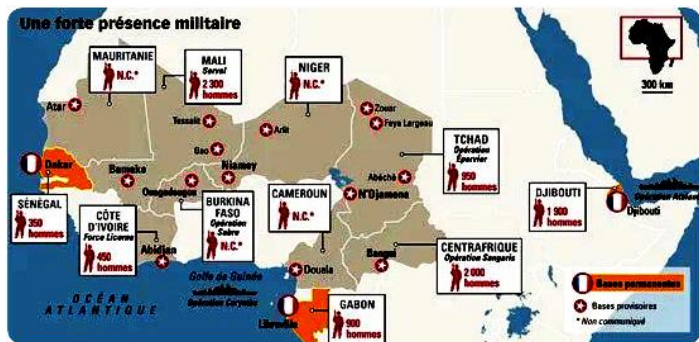 Une forte présence militaire
MAURITANIE
N.C.*
MALI
Serval
2 300
hommes
NIGER
N.C.*
300 km
Atar
Tessalit
Gao
Arlit
Zouar
Faya Largeau
TCHAD
Opération
Épervier
950
hommes
Dakar
Bamako
Ouagadougou
Niamey
Abéché
N'Djamena
SÉNÉGAL
350
hommes
CÔTE
D'IVOIRE
Force Licorne
450
hommes
Abidjan
BURKINA
FASO
Opération
Sabre
N.C.*
CAMEROUN
N.C.*
DJIBOUTI
1 900
hommes
Djibouti
Opération Atalante
Douala
Bangui
CENTRAFRIQUE
Opération Sangaris
2 000
hommes
OCÉAN
ATLANTIQUE
Golfe de Guinée
Opération Corymbe
Libreville
GABON
900
hommes
Bases permanentes
Bases provisoires
* Non communiqué